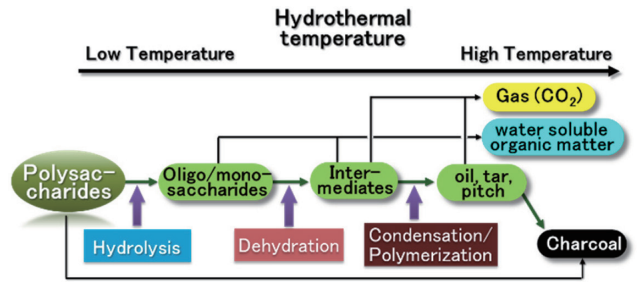 Hydrothermal
temperature
Low Temperature
High Temperature
Gas (CO₂)
water soluble
organic matter
Polysac-
charides
Oligo/mono-
saccharides
Inter-
mediates
oil, tar,
pitch
Hydrolysis
Dehydration
Condensation/
Polymerization
Charcoal